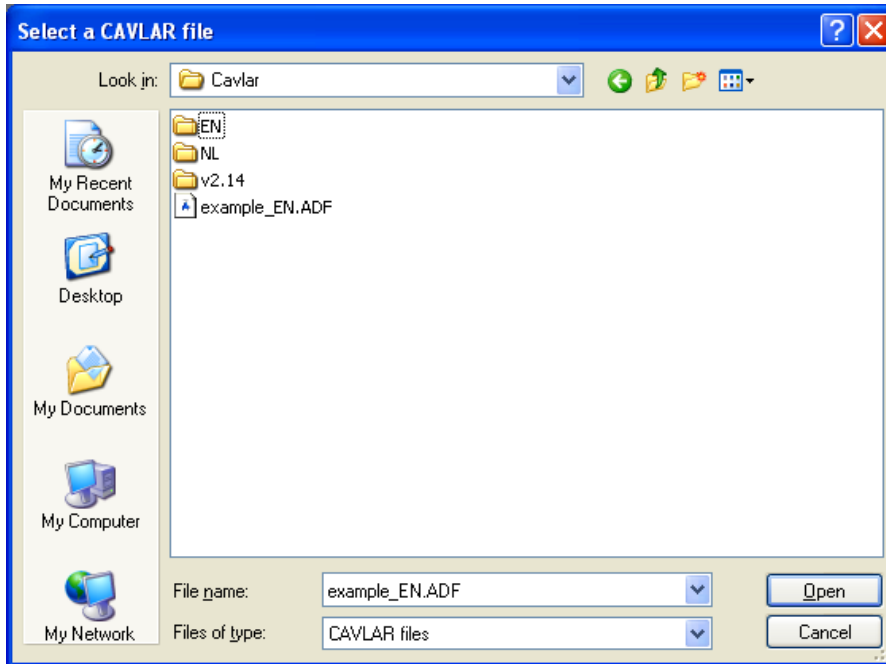 Select a CAVLAR file
Look in: Cavlar
EN
NL
v2.14
example_EN.ADF
My Recent
Documents
Desktop
My Documents
My Computer
My Network
File name: example_EN.ADF Open
Files of type: CAVLAR files Cancel